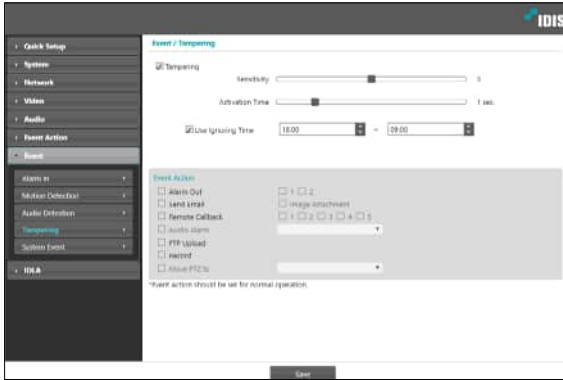 IDIS
Quick Setup
System
Network
Video
Audio
Event Action
Event
Alarm In
Motion Detection
Audio Detection
Tampering
System Event
IDLA
Event / Tampering
Tampering
Sensitivity 5
Activation Time 1 sec.
Use Ignoring Time 18:00 ~ 09:00
Event Action
Alarm Out 1 2
Send Email Image Attachment
Remote Callback 1 2 3 4 5
Audio Alarm
FTP Upload
Record
Move PTZ to
*Event Action should be set for normal operation.
Save